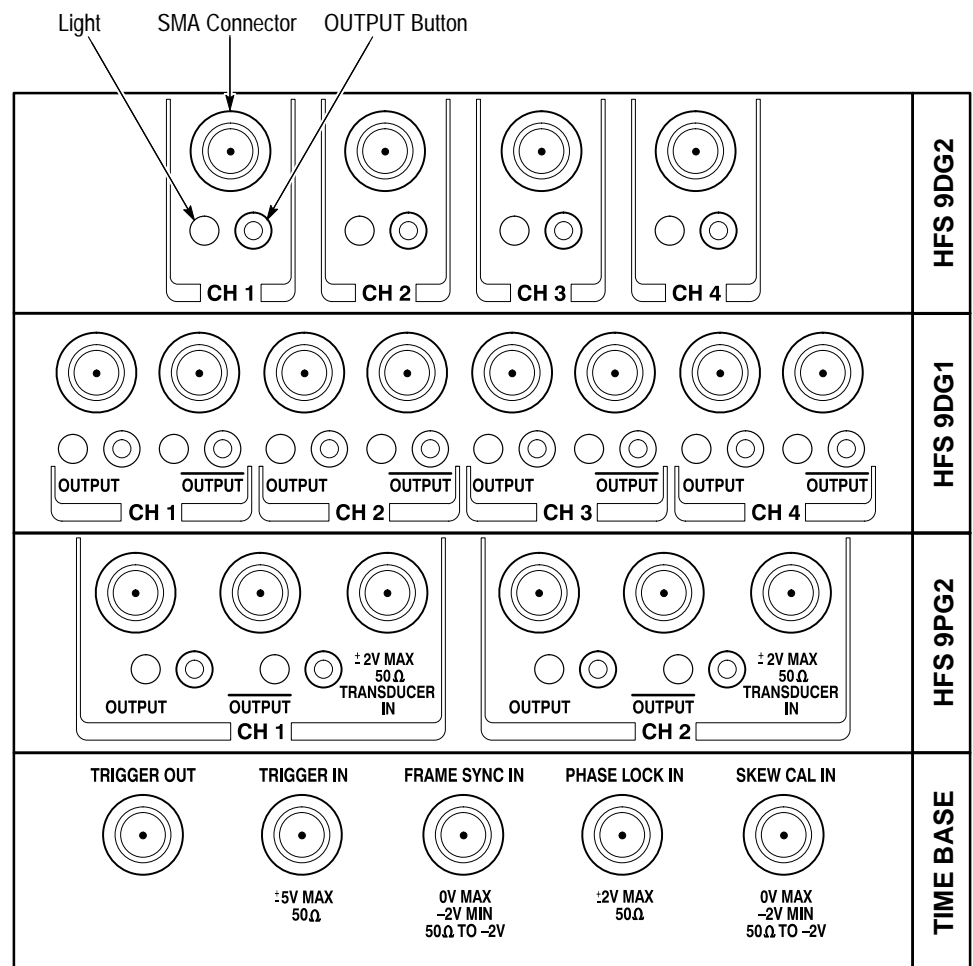 Light SMA Connector OUTPUT Button
HFS 9DG2
CH 1 CH 2 CH 3 CH 4
HFS 9DG1
OUTPUT OUTPUT OUTPUT OUTPUT OUTPUT OUTPUT OUTPUT OUTPUT
CH 1 CH 2 CH 3 CH 4
HFS 9PG2
± 2V MAX ± 2V MAX
50Ω 50Ω
TRANSDUCER TRANSDUCER
OUTPUT OUTPUT IN OUTPUT OUTPUT IN
CH 1 CH 2
TIME BASE
TRIGGER OUT TRIGGER IN FRAME SYNC IN PHASE LOCK IN SKEW CAL IN
±5V MAX 0V MAX ±2V MAX 0V MAX
50Ω –2V MIN 50Ω –2V MIN
50Ω TO –2V 50Ω TO –2V